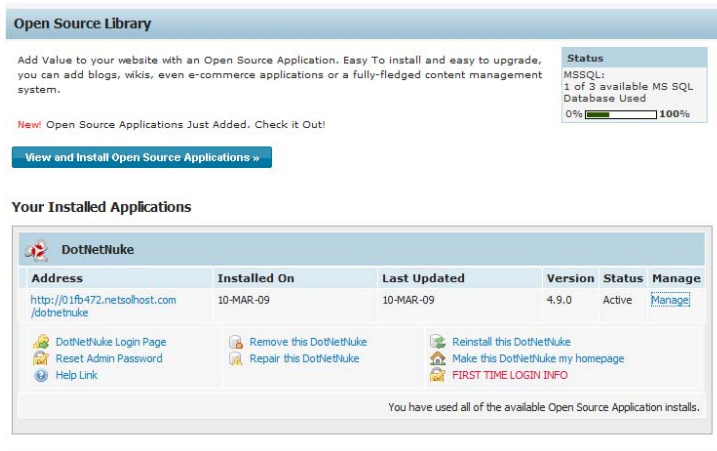 Open Source Library
Add Value to your website with an Open Source Application. Easy To install and easy to upgrade,
you can add blogs, wikis, even e-commerce applications or a fully-fledged content management
system.
New! Open Source Applications Just Added. Check it Out!
View and Install Open Source Applications »
Status
MSSQL:
1 of 3 available MS SQL
Database Used
0% 100%
Your Installed Applications
DotNetNuke
Address Installed On Last Updated Version Status Manage
http://01fb472.netsolhost.com 10-MAR-09 10-MAR-09 4.9.0 Active Manage
/dotnetnuke
DotNetNuke Login Page Remove this DotNetNuke Reinstall this DotNetNuke
Reset Admin Password Repair this DotNetNuke Make this DotNetNuke my homepage
Help Link FIRST TIME LOGIN INFO
You have used all of the available Open Source Application installs.